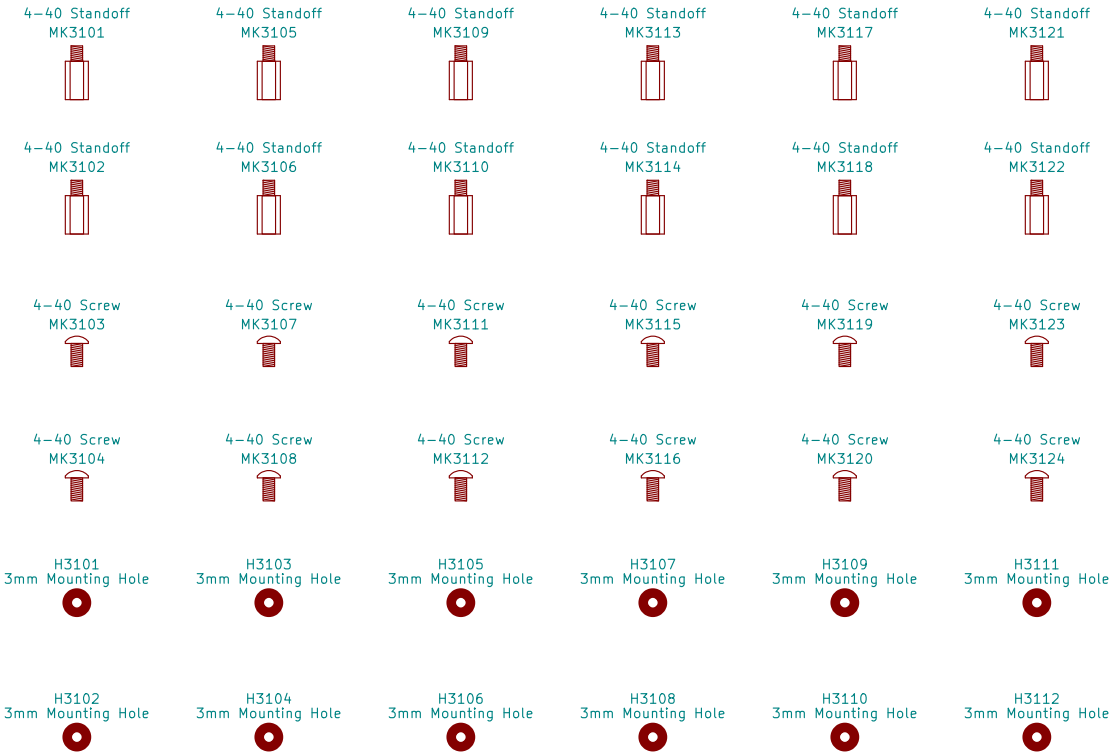 4-40 Standoff 4-40 Standoff 4-40 Standoff 4-40 Standoff 4-40 Standoff 4-40 Standoff
MK3101 MK3105 MK3109 MK3113 MK3117 MK3121
4-40 Standoff 4-40 Standoff 4-40 Standoff 4-40 Standoff 4-40 Standoff 4-40 Standoff
MK3102 MK3106 MK3110 MK3114 MK3118 MK3122
4-40 Screw 4-40 Screw 4-40 Screw 4-40 Screw 4-40 Screw 4-40 Screw
MK3103 MK3107 MK3111 MK3115 MK3119 MK3123
4-40 Screw 4-40 Screw 4-40 Screw 4-40 Screw 4-40 Screw 4-40 Screw
MK3104 MK3108 MK3112 MK3116 MK3120 MK3124
H3101 H3103 H3105 H3107 H3109 H3111
3mm Mounting Hole 3mm Mounting Hole 3mm Mounting Hole 3mm Mounting Hole 3mm Mounting Hole 3mm Mounting Hole
H3102 H3104 H3106 H3108 H3110 H3112
3mm Mounting Hole 3mm Mounting Hole 3mm Mounting Hole 3mm Mounting Hole 3mm Mounting Hole 3mm Mounting Hole